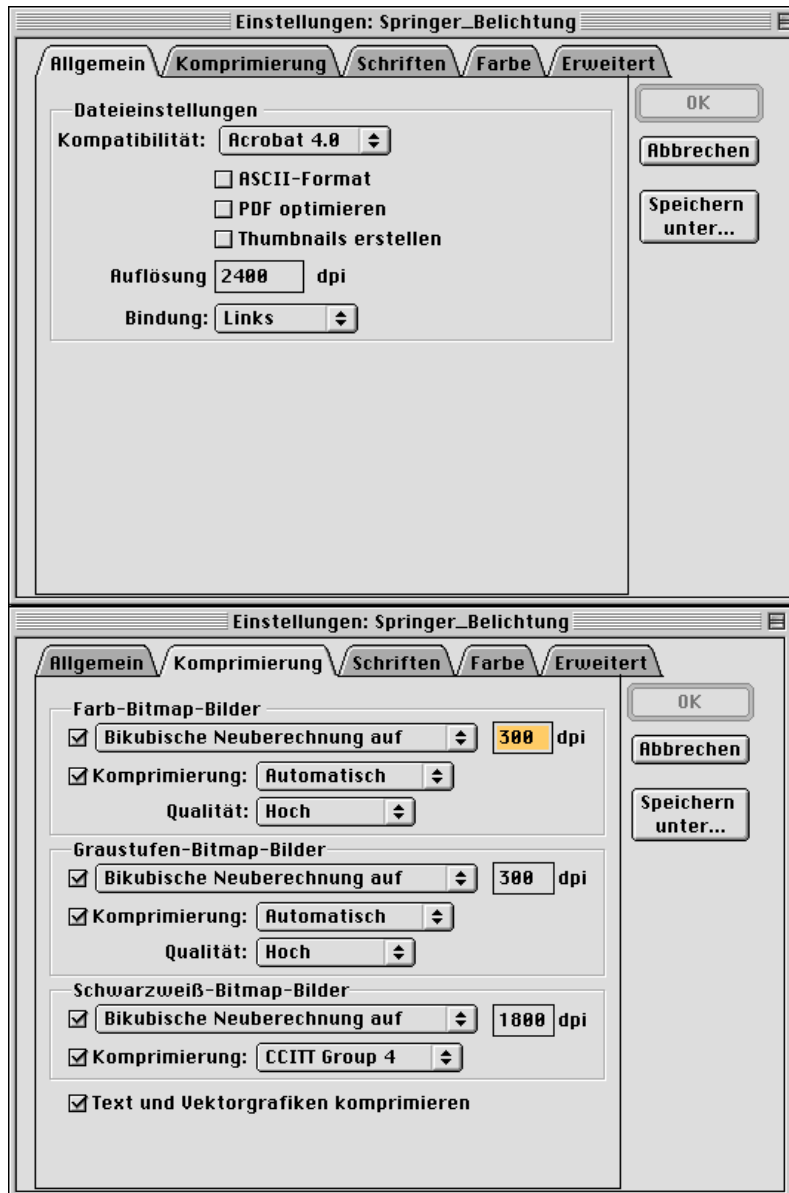 Einstellungen: Springer_Belichtung
Allgemein Komprimierung Schriften Farbe Erweitert
Dateieinstellungen
Kompatibilität: Acrobat 4.0
ASCII-Format
PDF optimieren
Thumbnails erstellen
Auflösung 2400 dpi
Bindung: Links
OK
Abbrechen
Speichern
unter...
Einstellungen: Springer_Belichtung
Allgemein Komprimierung Schriften Farbe Erweitert
Farb-Bitmap-Bilder
Bikubische Neuberechnung auf 300 dpi
Komprimierung: Automatisch
Qualität: Hoch
Graustufen-Bitmap-Bilder
Bikubische Neuberechnung auf 300 dpi
Komprimierung: Automatisch
Qualität: Hoch
Schwarzweiß-Bitmap-Bilder
Bikubische Neuberechnung auf 1800 dpi
Komprimierung: CCITT Group 4
Text und Vektorgrafiken komprimieren
OK
Abbrechen
Speichern
unter...